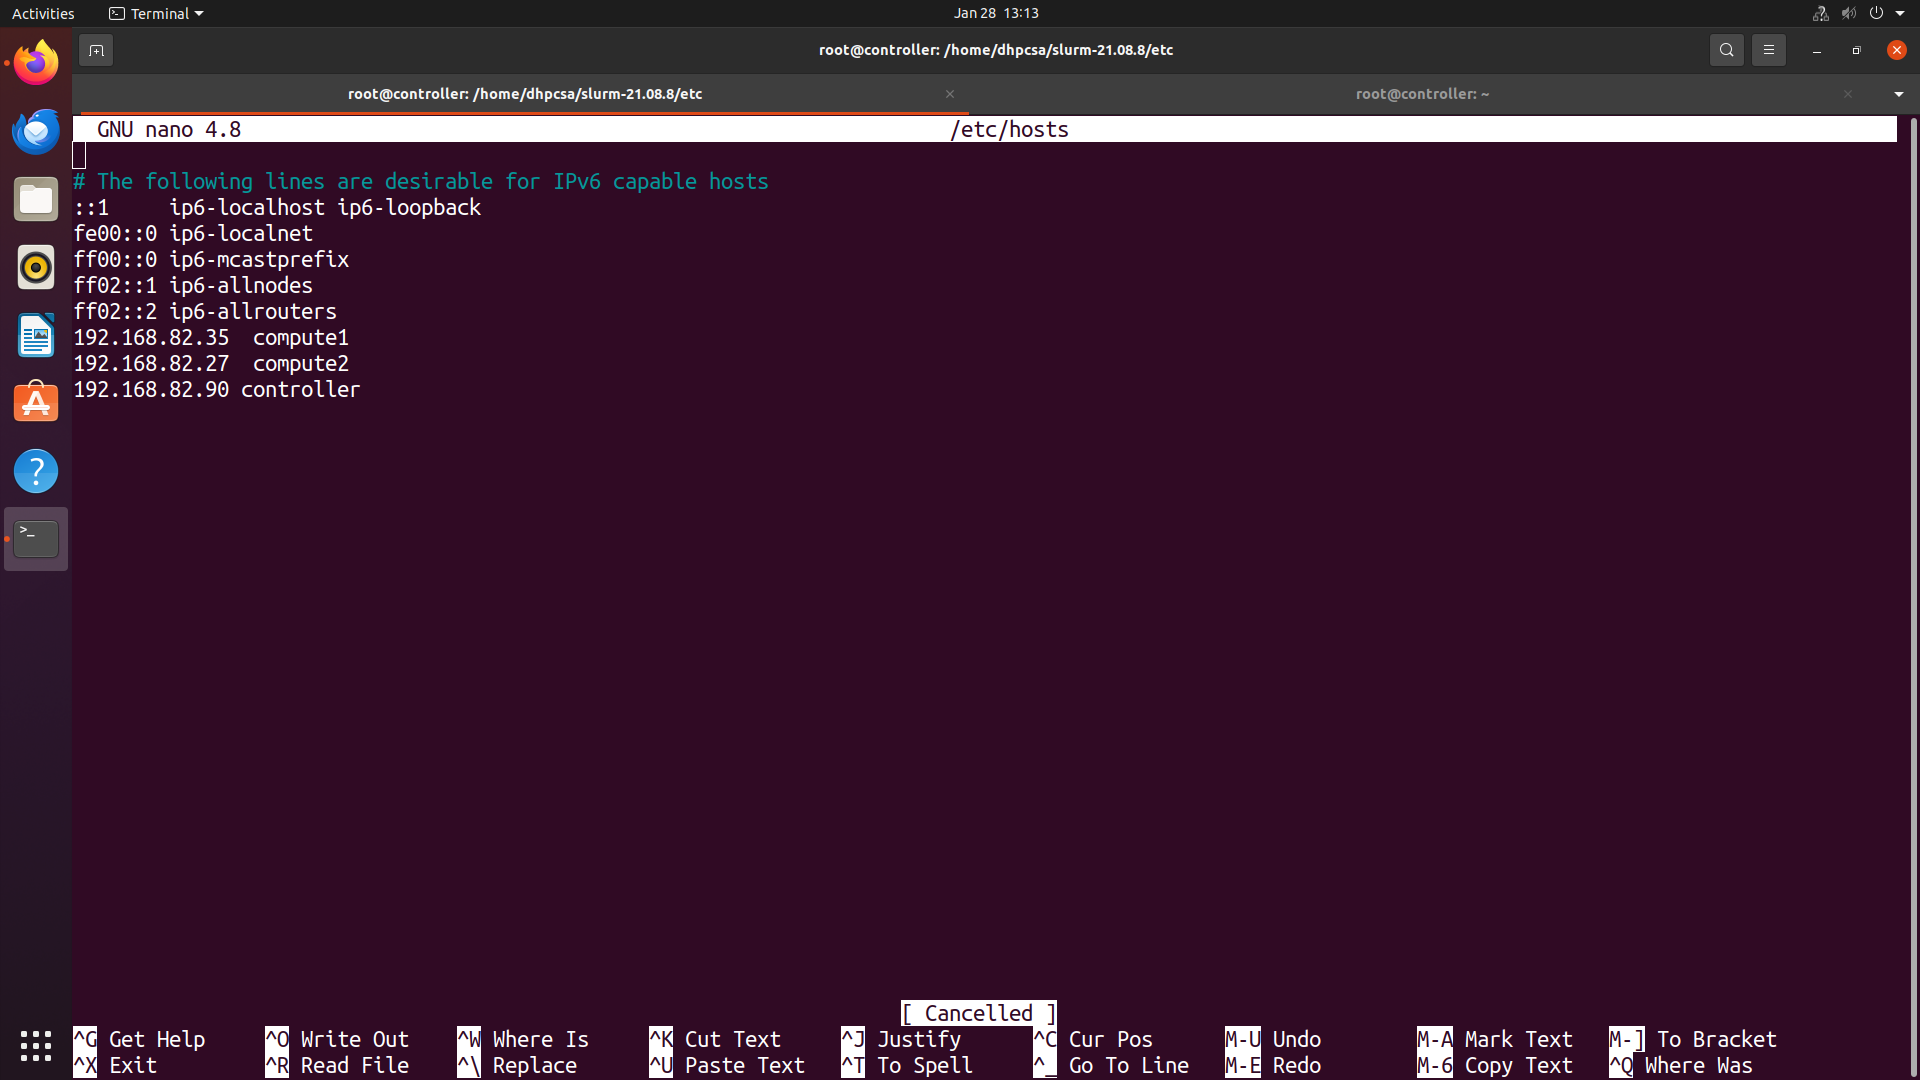 Activities Terminal Jan 28 13:13
root@controller: /home/dhpcsa/slurm-21.08.8/etc
root@controller: /home/dhpcsa/slurm-21.08.8/etc root@controller: ~
GNU nano 4.8 /etc/hosts
# The following lines are desirable for IPv6 capable hosts
::1 ip6-localhost ip6-loopback
fe00::0 ip6-localnet
ff00::0 ip6-mcastprefix
ff02::1 ip6-allnodes
ff02::2 ip6-allrouters
192.168.82.35 compute1
192.168.82.27 compute2
192.168.82.90 controller
[ Cancelled ]
^G Get Help ^O Write Out ^W Where Is ^K Cut Text ^J Justify ^C Cur Pos M-U Undo M-A Mark Text M-] To Bracket
^X Exit ^R Read File ^\ Replace ^U Paste Text ^T To Spell ^_ Go To Line M-E Redo M-6 Copy Text ^Q Where Was